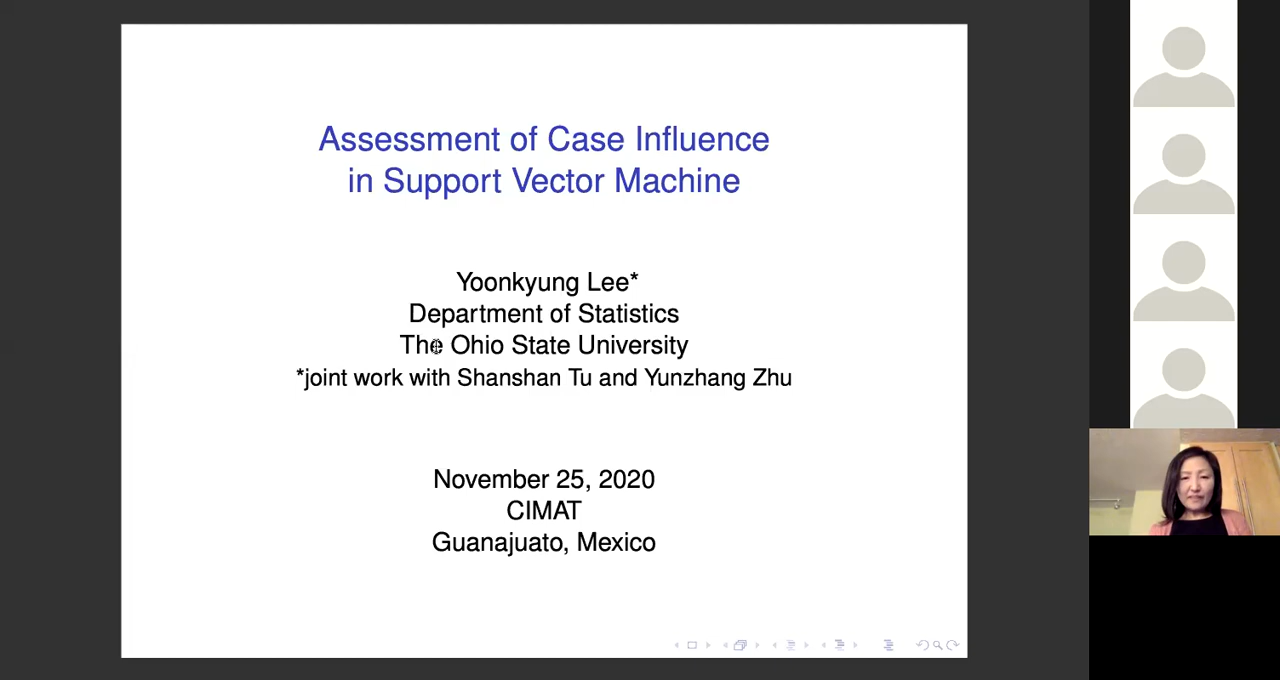 Assessment of Case Influence
in Support Vector Machine
Yoonkyung Lee*
Department of Statistics
The Ohio State University
*joint work with Shanshan Tu and Yunzhang Zhu
November 25, 2020
CIMAT
Guanajuato, Mexico